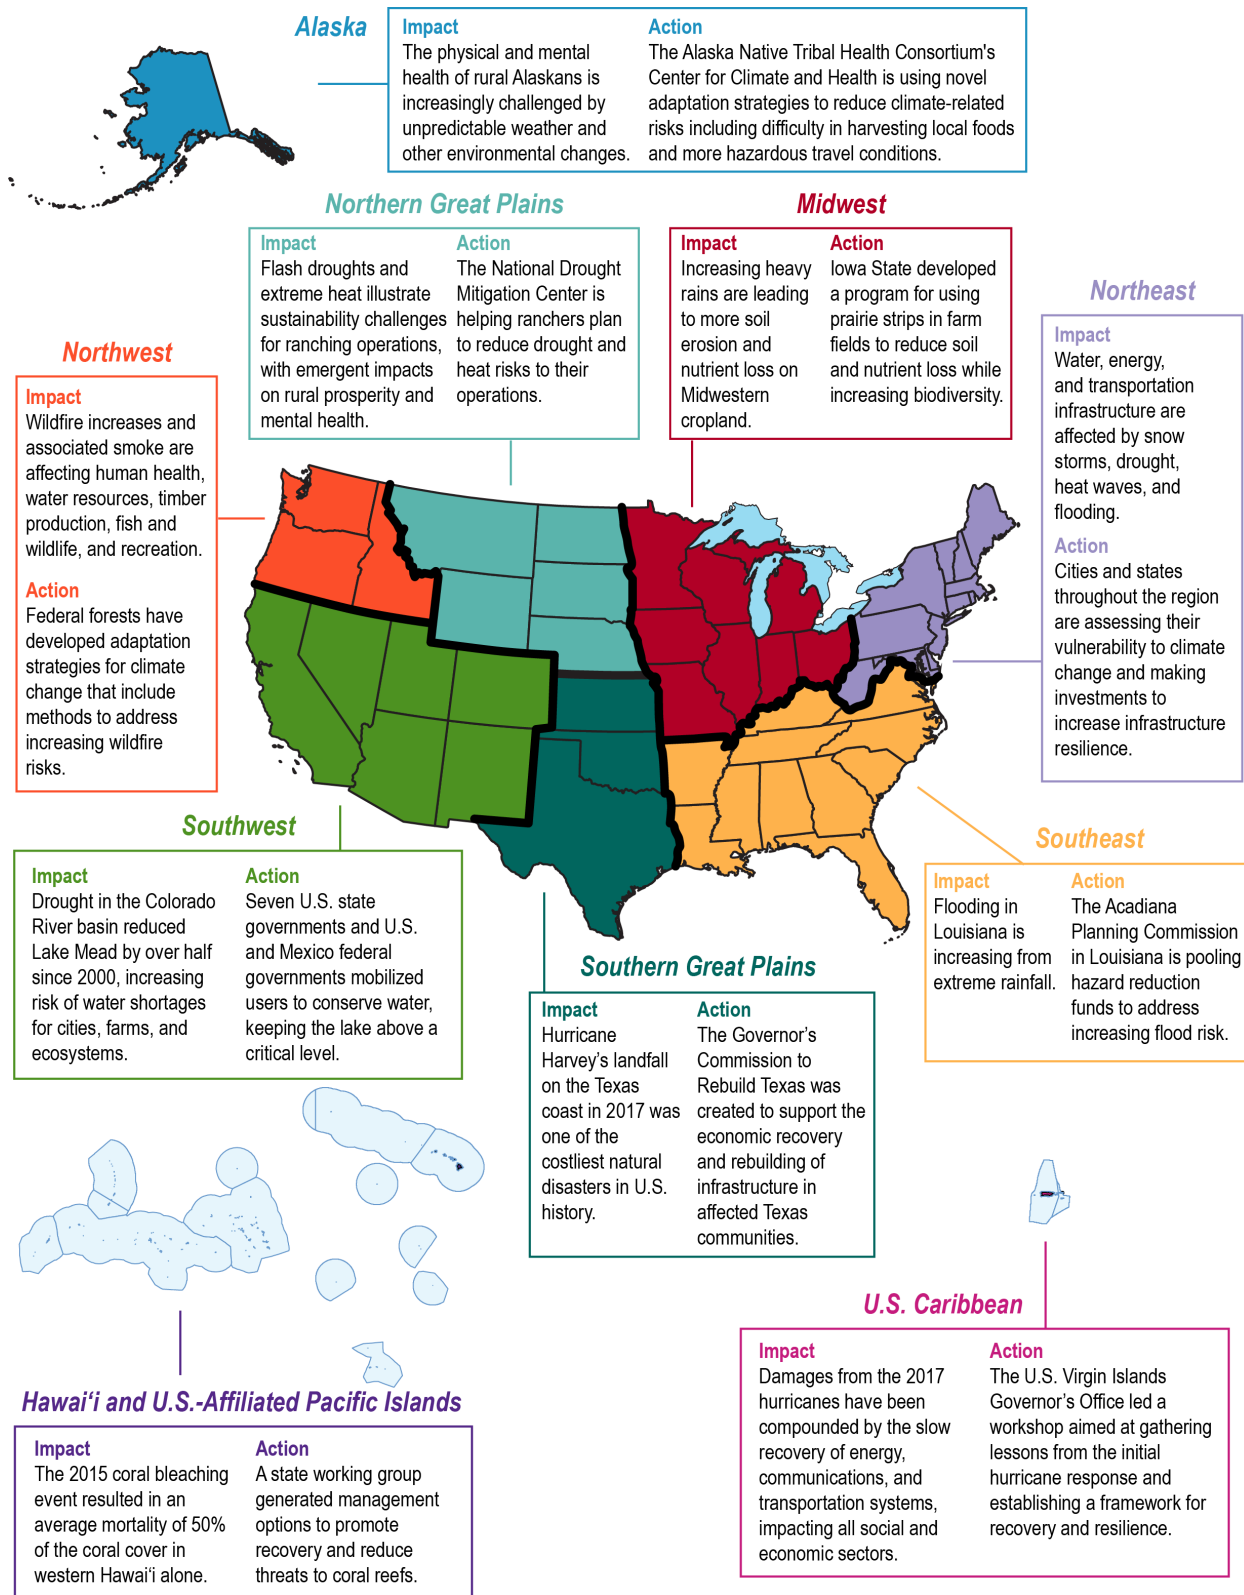 Alaska
Impact
The physical and mental
health of rural Alaskans is
increasingly challenged by
unpredictable weather and
other environmental changes.
Action
The Alaska Native Tribal Health Consortium's
Center for Climate and Health is using novel
adaptation strategies to reduce climate-related
risks including difficulty in harvesting local foods
and more hazardous travel conditions.
Northern Great Plains
Impact
Flash droughts and
extreme heat illustrate
sustainability challenges
for ranching operations,
with emergent impacts
on rural prosperity and
mental health.
Action
The National Drought
Mitigation Center is
helping ranchers plan
to reduce drought and
heat risks to their
operations.
Midwest
Impact
Increasing heavy
rains are leading
to more soil
erosion and
nutrient loss on
Midwestern
cropland.
Action
Iowa State developed
a program for using
prairie strips in farm
fields to reduce soil
and nutrient loss while
increasing biodiversity.
Northeast
Impact
Water, energy,
and transportation
infrastructure are
affected by snow
storms, drought,
heat waves, and
flooding.
Action
Cities and states
throughout the region
are assessing their
vulnerability to climate
change and making
investments to
increase infrastructure
resilience.
Northwest
Impact
Wildfire increases and
associated smoke are
affecting human health,
water resources, timber
production, fish and
wildlife, and recreation.
Action
Federal forests have
developed adaptation
strategies for climate
change that include
methods to address
increasing wildfire
risks.
Southwest
Impact
Drought in the Colorado
River basin reduced
Lake Mead by over half
since 2000, increasing
risk of water shortages
for cities, farms, and
ecosystems.
Action
Seven U.S. state
governments and U.S.
and Mexico federal
governments mobilized
users to conserve water,
keeping the lake above a
critical level.
Southeast
Impact
Flooding in
Louisiana is
increasing from
extreme rainfall.
Action
The Acadiana
Planning Commission
in Louisiana is pooling
hazard reduction
funds to address
increasing flood risk.
Southern Great Plains
Impact
Hurricane
Harvey’s landfall
on the Texas
coast in 2017 was
one of the
costliest natural
disasters in U.S.
history.
Action
The Governor’s
Commission to
Rebuild Texas was
created to support the
economic recovery
and rebuilding of
infrastructure in
affected Texas
communities.
U.S. Caribbean
Impact
Damages from the 2017
hurricanes have been
compounded by the slow
recovery of energy,
communications, and
transportation systems,
impacting all social and
economic sectors.
Action
The U.S. Virgin Islands
Governor’s Office led a
workshop aimed at gathering
lessons from the initial
hurricane response and
establishing a framework for
recovery and resilience.
Hawai‘i and U.S.-Affiliated Pacific Islands
Impact
The 2015 coral bleaching
event resulted in an
average mortality of 50%
of the coral cover in
western Hawai‘i alone.
Action
A state working group
generated management
options to promote
recovery and reduce
threats to coral reefs.